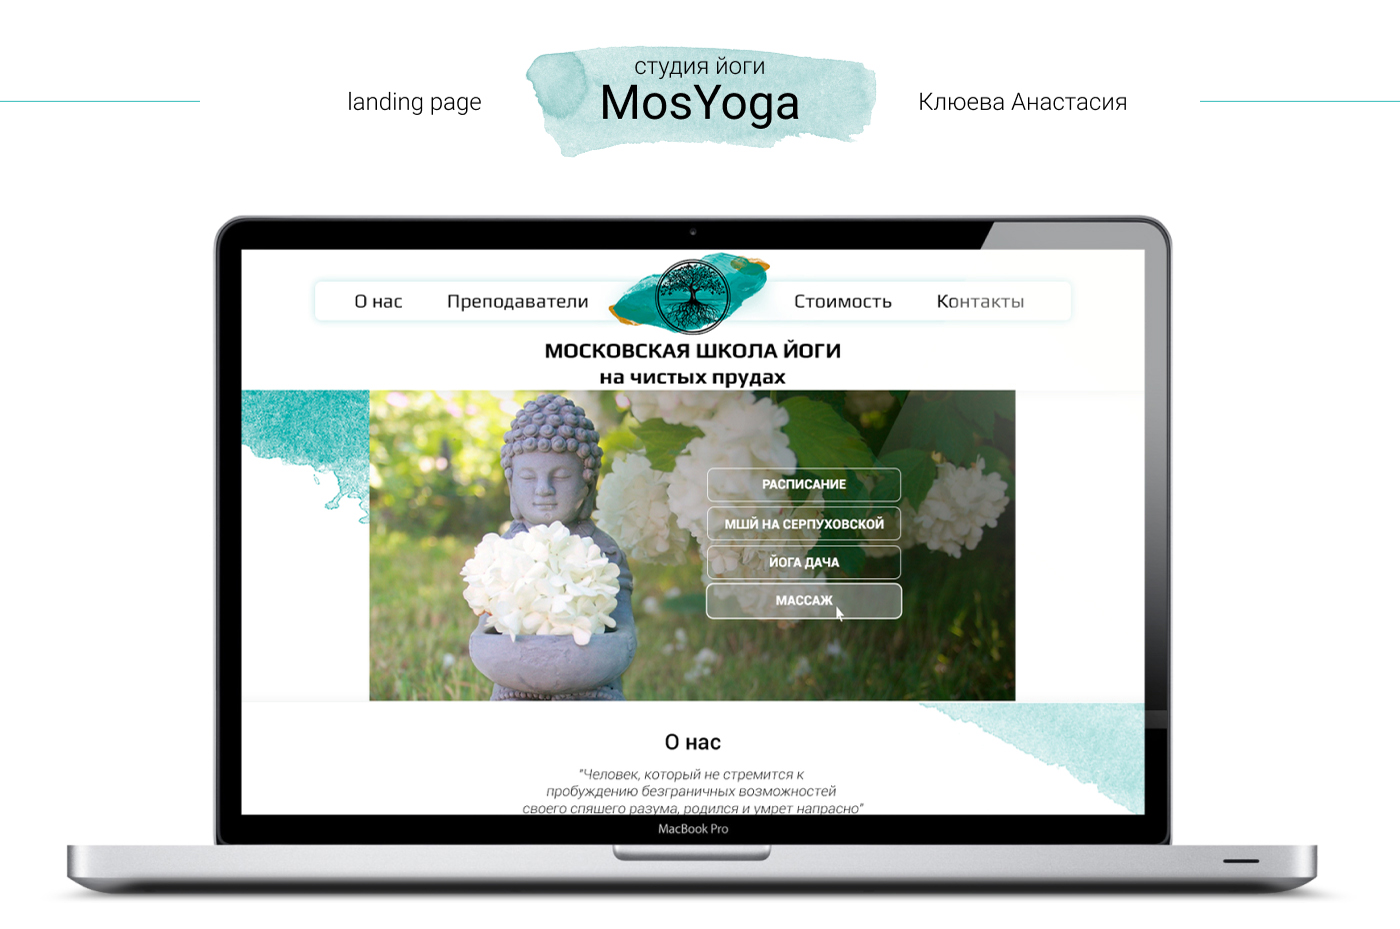 студия йоги
landing page
MosYoga
Клюева Анастасия
О нас
Преподаватели
Стоимость
Контакты
МОСКОВСКАЯ ШКОЛА ЙОГИ
на чистых прудах
РАСПИСАНИЕ
МШЙ НА СЕРПУХОВСКОЙ
ЙОГА ДАЧА
МАССАЖ
О нас
"Человек, который не стремится к
пробуждению безграничных возможностей
своего спящего разума, родился и умрет напрасно"
MacBook Pro